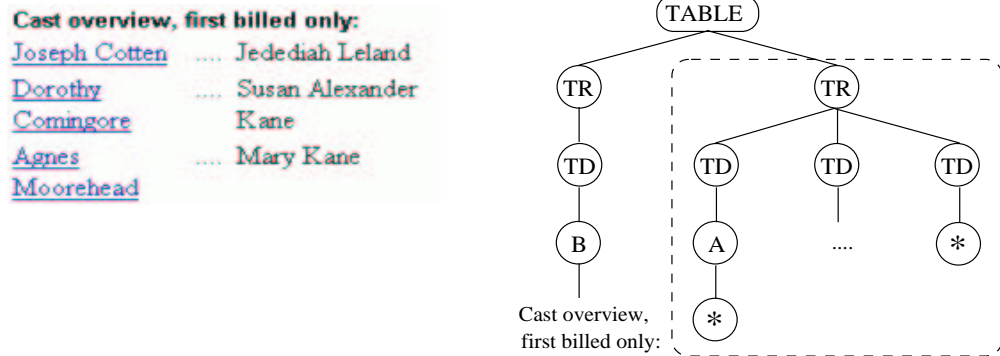 Cast overview, first billed only:
Joseph Cotten .... Jedediah Leland
Dorothy .... Susan Alexander
Comingore Kane
Agnes .... Mary Kane
Moorehead
TABLE
TR TR
TD TD TD TD
B A .... *
*
Cast overview,
first billed only: